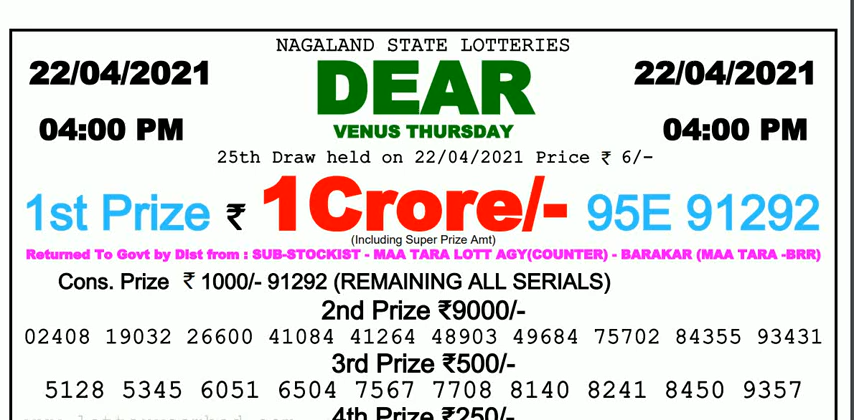 NAGALAND STATE LOTTERIES
22/04/2021 DEAR 22/04/2021
04:00 PM VENUS THURSDAY 04:00 PM
25th Draw held on 22/04/2021 Price ₹ 6/-
1st Prize ₹ 1Crore/- 95E 91292
(Including Super Prize Amt)
Returned To Govt by Dist from : SUB-STOCKIST - MAA TARA LOTT AGY(COUNTER) - BARAKAR (MAA TARA -BRR)
Cons. Prize ₹ 1000/- 91292 (REMAINING ALL SERIALS)
2nd Prize ₹9000/-
02408 19032 26600 41084 41264 48903 49684 75702 84355 93431
3rd Prize ₹500/-
5128 5345 6051 6504 7567 7708 8140 8241 8450 9357
4th Prize ₹250/-